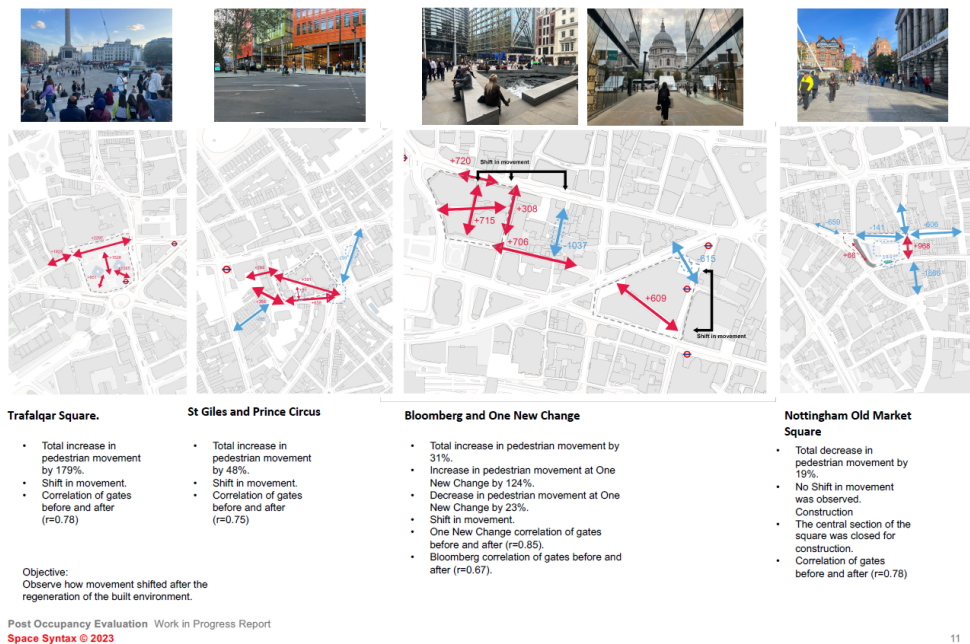 +720
Shift in movement
+308
+715
+706
-1037
-615
+609
Shift in movement
-141
+968
Trafalqar Square.
• Total increase in
pedestrian movement
by 179%.
• Shift in movement.
• Correlation of gates
before and after
(r=0.78)
St Giles and Prince Circus
• Total increase in
pedestrian movement
by 48%.
• Shift in movement.
• Correlation of gates
before and after
(r=0.75)
Bloomberg and One New Change
• Total increase in pedestrian movement by
31%.
• Increase in pedestrian movement at One
New Change by 124%.
• Decrease in pedestrian movement at One
New Change by 23%.
• Shift in movement.
• One New Change correlation of gates
before and after (r=0.85).
• Bloomberg correlation of gates before and
after (r=0.67).
Nottingham Old Market
Square
• Total decrease in
pedestrian movement by
19%.
• No Shift in movement
was observed.
Construction
• The central section of the
square was closed for
construction.
• Correlation of gates
before and after (r=0.78)
Objective:
Observe how movement shifted after the
regeneration of the built environment.
Post Occupancy Evaluation Work in Progress Report
Space Syntax © 2023
11